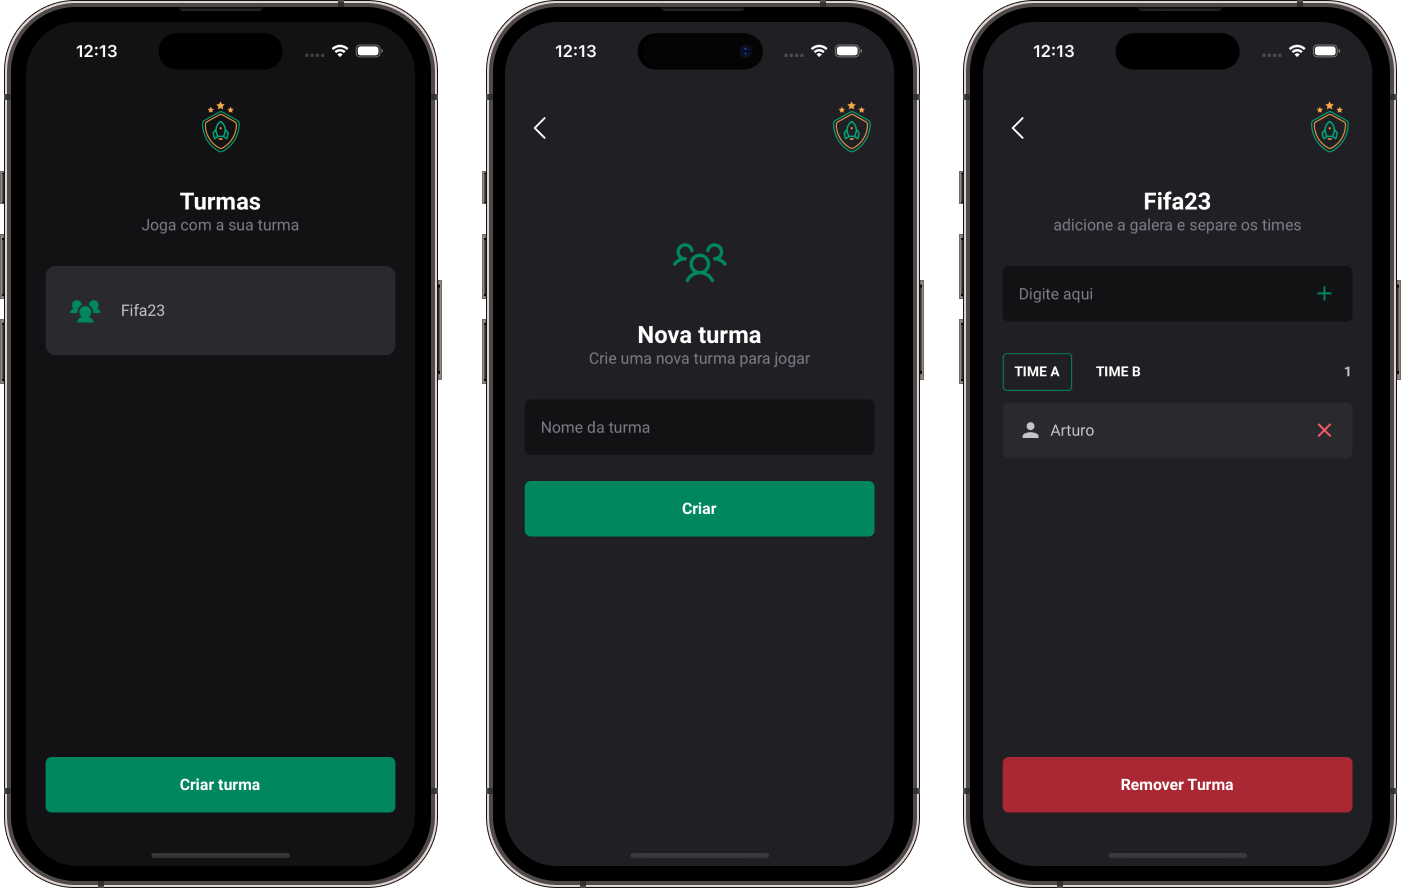 12:13
Turmas
Joga com a sua turma
Fifa23
Criar turma
12:13
Nova turma
Crie uma nova turma para jogar
Nome da turma
Criar
12:13
Fifa23
adicione a galera e separe os times
Digite aqui
TIME A TIME B 1
Arturo
Remover Turma